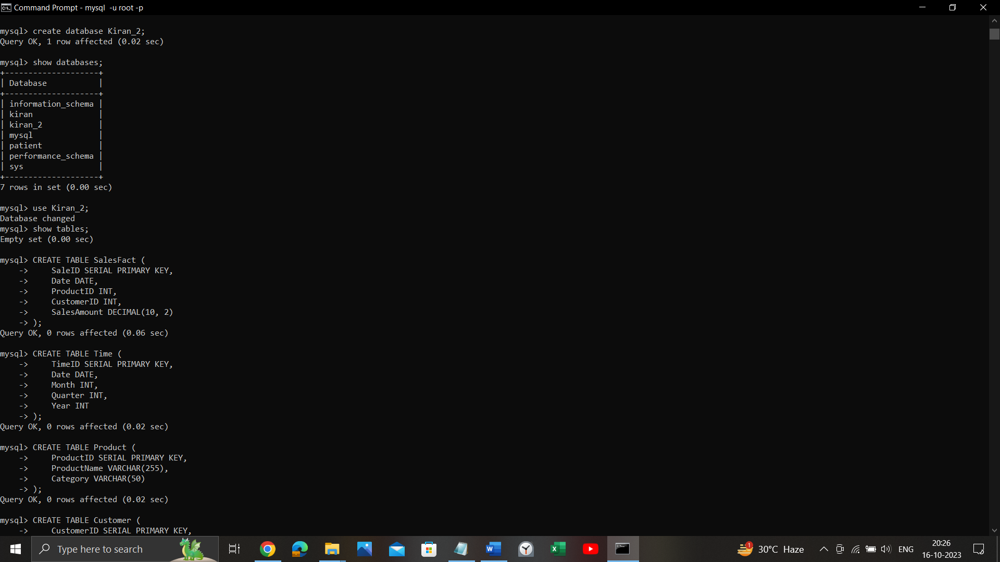 Command Prompt - mysql  -u root -p
mysql> create database Kiran_2;
Query OK, 1 row affected (0.02 sec)
mysql> show databases;
+--------------------+
| Database           |
+--------------------+
| information_schema |
| kiran              |
| kiran_2            |
| mysql              |
| patient            |
| performance_schema |
| sys                |
+--------------------+
7 rows in set (0.00 sec)
mysql> use Kiran_2;
Database changed
mysql> show tables;
Empty set (0.00 sec)
mysql> CREATE TABLE SalesFact (
    ->     SaleID SERIAL PRIMARY KEY,
    ->     Date DATE,
    ->     ProductID INT,
    ->     CustomerID INT,
    ->     SalesAmount DECIMAL(10, 2)
    -> );
Query OK, 0 rows affected (0.06 sec)
mysql> CREATE TABLE Time (
    ->     TimeID SERIAL PRIMARY KEY,
    ->     Date DATE,
    ->     Month INT,
    ->     Quarter INT,
    ->     Year INT
    -> );
Query OK, 0 rows affected (0.02 sec)
mysql> CREATE TABLE Product (
    ->     ProductID SERIAL PRIMARY KEY,
    ->     ProductName VARCHAR(255),
    ->     Category VARCHAR(50)
    -> );
Query OK, 0 rows affected (0.02 sec)
mysql> CREATE TABLE Customer (
    ->     CustomerID SERIAL PRIMARY KEY,
Type here to search
1
30°C Haze
ENG
20:26
16-10-2023